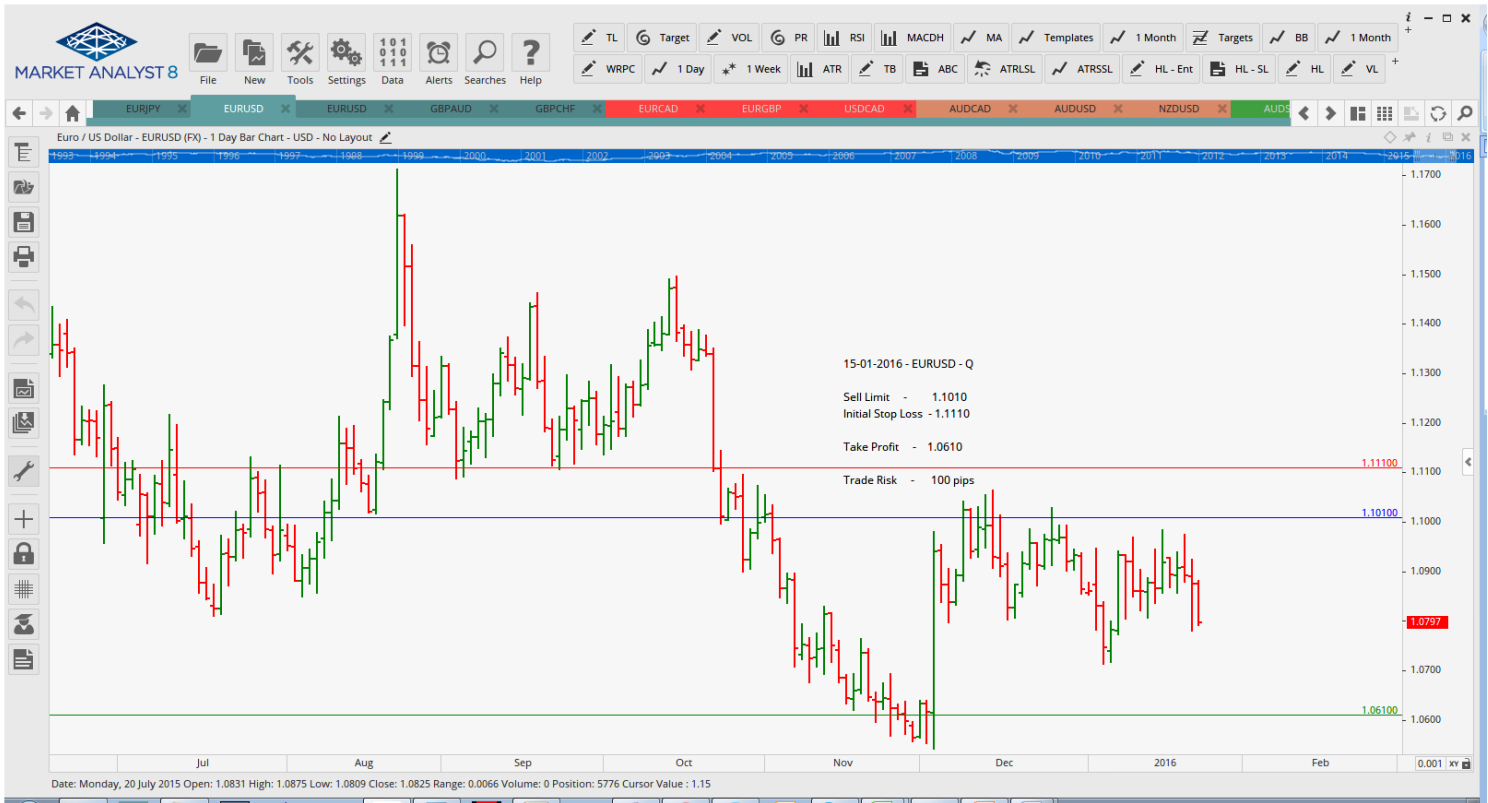 TL Target VOL PR RSI MACDH MA Templates 1 Month Targets BB 1 Month
MARKET ANALYST 8
File New Tools Settings Data Alerts Searches Help
WRPC 1 Day 1 Week ATR TB ABC ATRLSL ATRSSL HL - Ent HL - SL HL VL
EURJPY EURUSD EURUSD GBPAUD GBPCHF EURCAD EURGBP USDCAD AUDCAD AUDUSD NZDUSD AUDS
Euro / US Dollar - EURUSD (FX) - 1 Day Bar Chart - USD - No Layout
1993 1994 1995 1996 1997 1998 1999 2000 2001 2002 2003 2004 2005 2006 2007 2008 2009 2010 2011 2012 2013 2014 2015 2016
1.1700
1.1600
1.1500
1.1400
15-01-2016 - EURUSD - Q
1.1300
Sell Limit - 1.1010
Initial Stop Loss - 1.1110
1.1200
Take Profit - 1.0610
1.11100
1.1100
Trade Risk - 100 pips
1.10100
1.1000
1.0900
1.0797
1.0700
1.06100
1.0600
Jul Aug Sep Oct Nov Dec 2016 Feb 0.001 XY
Date: Monday, 20 July 2015 Open: 1.0831 High: 1.0875 Low: 1.0809 Close: 1.0825 Range: 0.0066 Volume: 0 Position: 5776 Cursor Value : 1.15